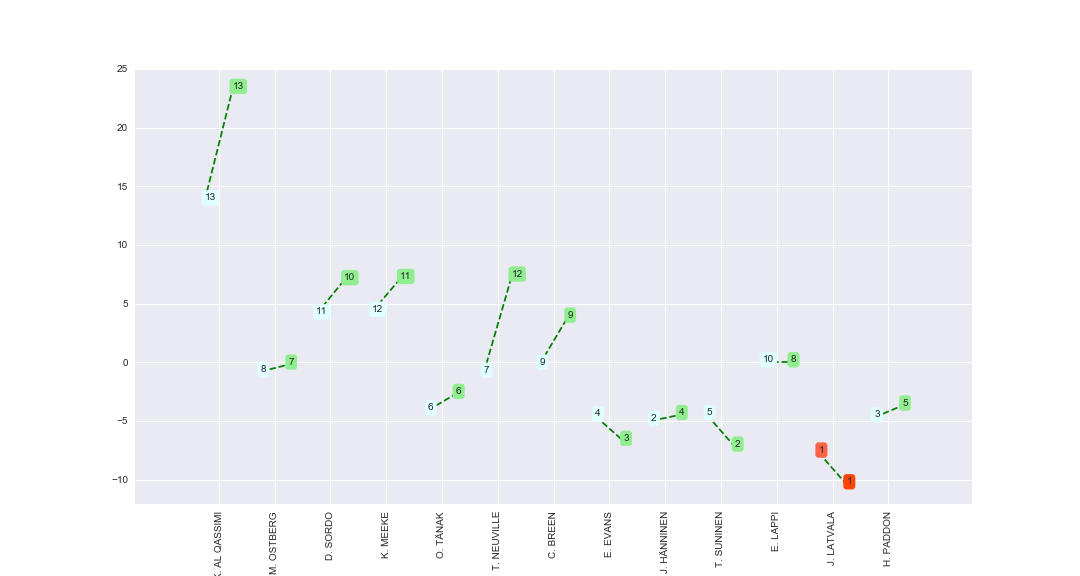 25
20
15
10
5
0
−5
−10
13
13
8
7
11
10
12
11
6
6
7
12
9
9
4
3
2
4
5
2
10
8
1
1
3
5
K. AL QASSIMI
M. OSTBERG
D. SORDO
K. MEEKE
O. TÄNAK
T. NEUVILLE
C. BREEN
E. EVANS
J. HÄNNINEN
T. SUNINEN
E. LAPPI
J. LATVALA
H. PADDON